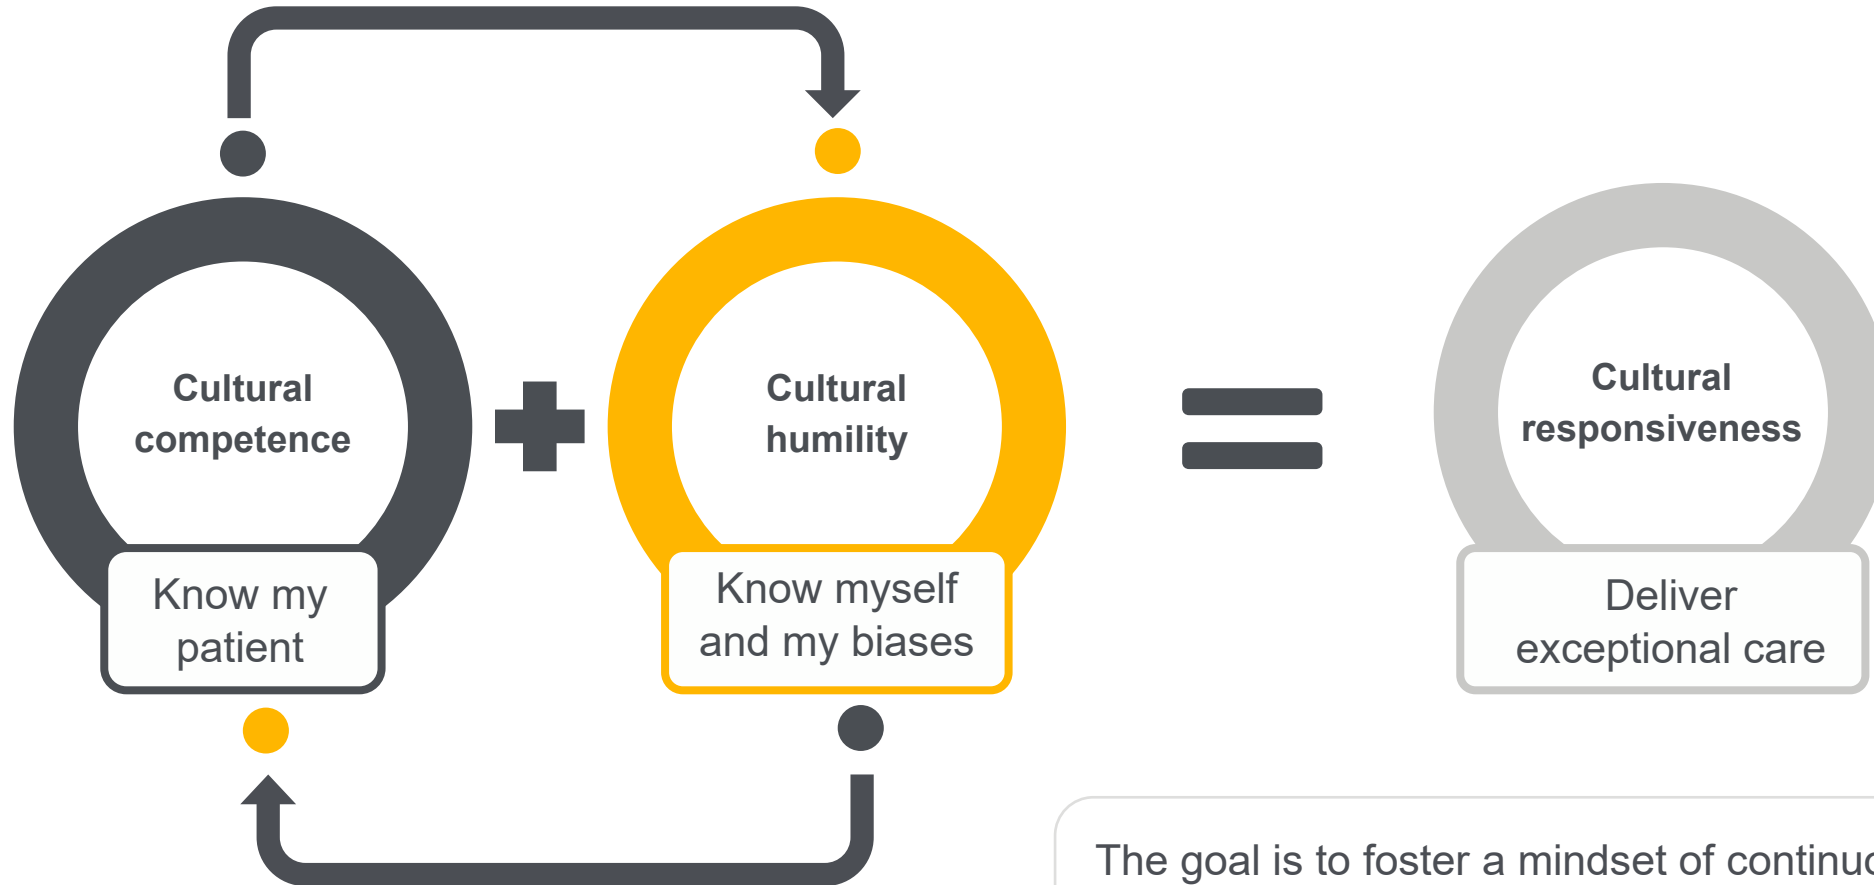 Cultural
competence
Know my
patient
Cultural
humility
Know myself
and my biases
Cultural
responsiveness
Deliver
exceptional care
The goal is to foster a mindset of